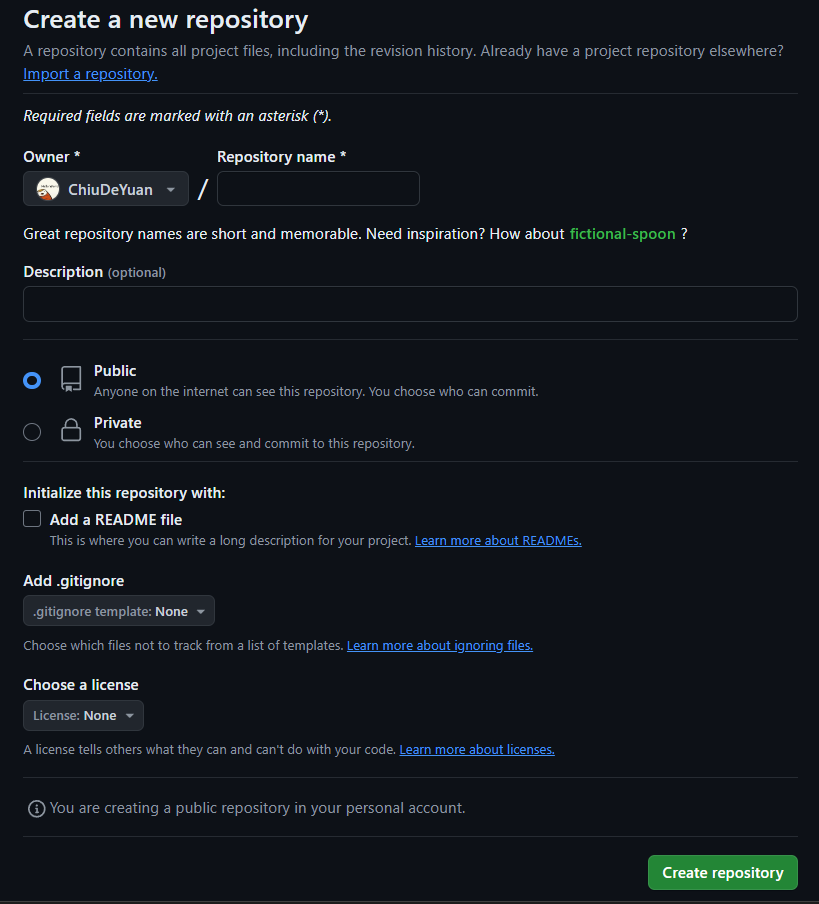 Create a new repository
A repository contains all project files, including the revision history. Already have a project repository elsewhere?
Import a repository.
Required fields are marked with an asterisk (*).
Owner *
Repository name *
ChiuDeYuan
/
Great repository names are short and memorable. Need inspiration? How about fictional-spoon ?
Description (optional)
Public
Anyone on the internet can see this repository. You choose who can commit.
Private
You choose who can see and commit to this repository.
Initialize this repository with:
Add a README file
This is where you can write a long description for your project. Learn more about READMEs.
Add .gitignore
.gitignore template: None
Choose which files not to track from a list of templates. Learn more about ignoring files.
Choose a license
License: None
A license tells others what they can and can't do with your code. Learn more about licenses.
You are creating a public repository in your personal account.
Create repository